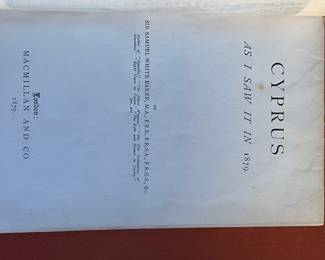 CYPRUS
AS I SAW IT IN 1879.
BY
SIR SAMUEL WHITE BAKER, M.A., F.R.S., F.R.A.S., F.R.G.S., &c.
London:
MACMILLAN AND CO.
1879.